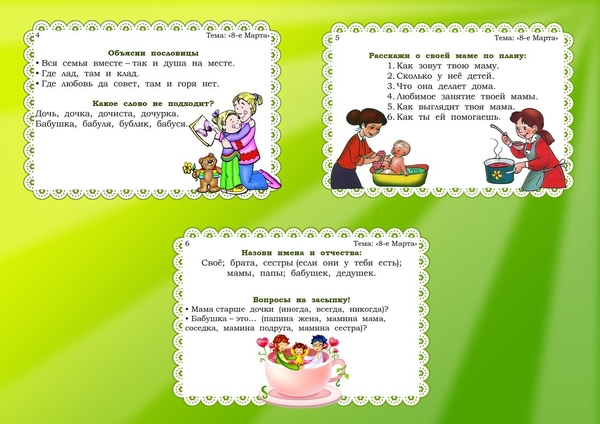 4 Тема: «8-е Марта»
Объясни пословицы
• Вся семья вместе – так и душа на месте.
• Где лад, там и клад.
• Где любовь да совет, там и горя нет.
Какое слово не подходит?
Дочь, дочка, дочиста, дочурка.
Бабушка, бабуля, бублик, бабуся.
5 Тема: «8-е Марта»
Расскажи о своей маме по плану:
1. Как зовут твою маму.
2. Сколько у неё детей.
3. Что она делает дома.
4. Любимое занятие твоей мамы.
5. Как выглядит твоя мама.
6. Как ты ей помогаешь.
6 Тема: «8-е Марта»
Назови имена и отчества:
Своё; брата, сестры (если они у тебя есть);
мамы, папы; бабушек, дедушек.
Вопросы на засыпку!
• Мама старше дочки (иногда, всегда, никогда)?
• Бабушка – это... (папина жена, мамина мама,
соседка, мамина подруга, мамина сестра)?